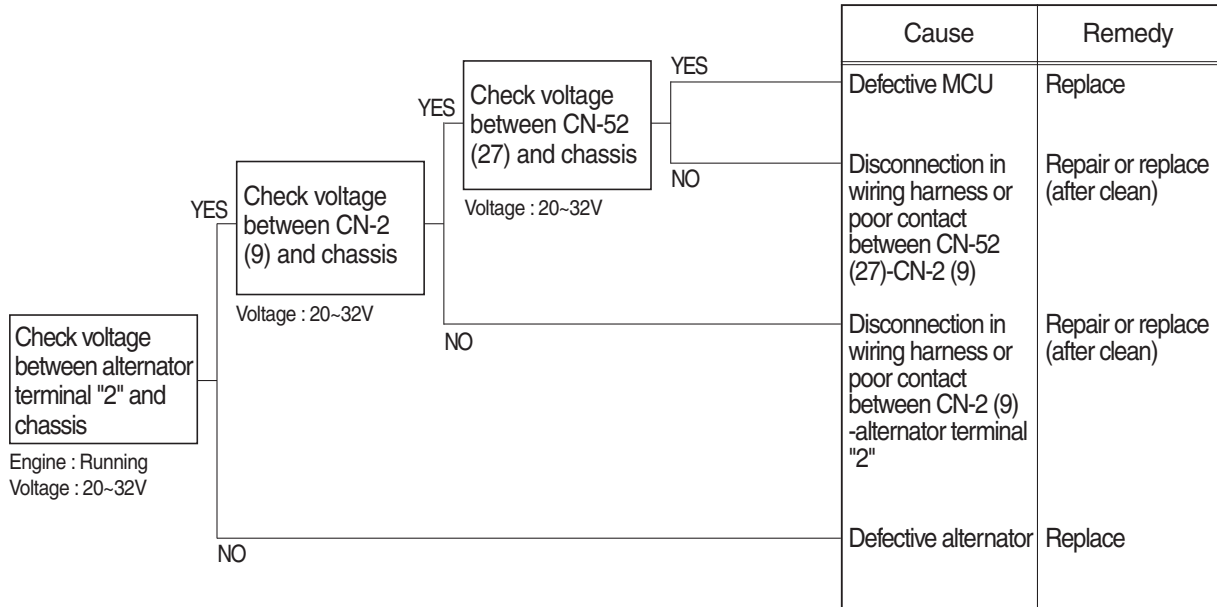 Cause
Remedy
YES
Defective MCU
Replace
YES
Check voltage
between CN-52
(27) and chassis
Voltage : 20~32V
NO
Disconnection in
wiring harness or
poor contact
between CN-52
(27)-CN-2 (9)
Repair or replace
(after clean)
YES
Check voltage
between CN-2
(9) and chassis
Voltage : 20~32V
NO
Disconnection in
wiring harness or
poor contact
between CN-2 (9)
-alternator terminal
"2"
Repair or replace
(after clean)
Check voltage
between alternator
terminal "2" and
chassis
Engine : Running
Voltage : 20~32V
NO
Defective alternator
Replace